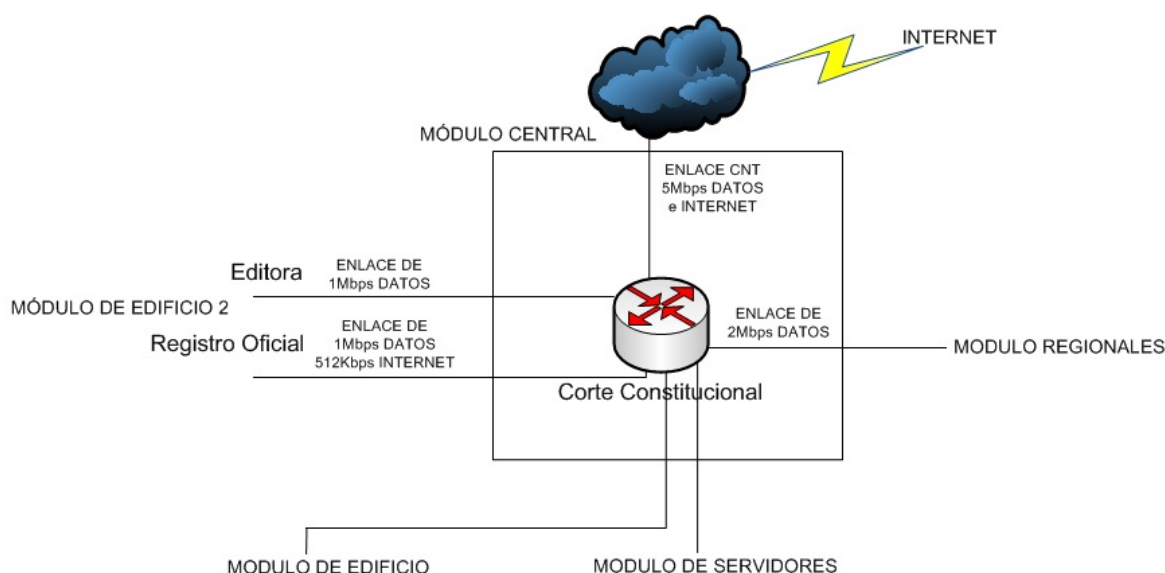 INTERNET
MÓDULO CENTRAL
ENLACE CNT
5Mbps DATOS
e INTERNET
Editora
ENLACE DE
1Mbps DATOS
MÓDULO DE EDIFICIO 2
Registro Oficial
ENLACE DE
1Mbps DATOS
512Kbps INTERNET
ENLACE DE
2Mbps DATOS
MODULO REGIONALES
Corte Constitucional
MODULO DE EDIFICIO
MODULO DE SERVIDORES